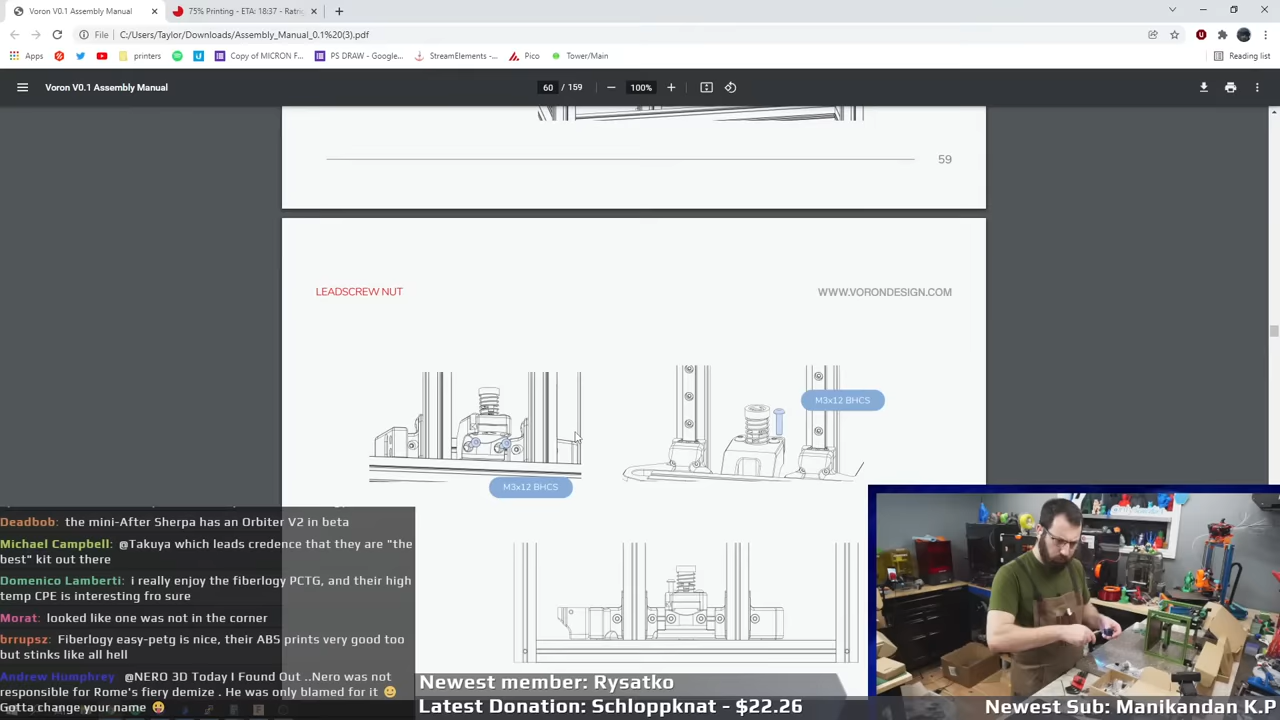 Voron V0.1 Assembly Manual
75% Printing - ETA: 18:37 - Ratrig
File
C:/Users/Taylor/Downloads/Assembly_Manual_0.1%20(3).pdf
Apps
printers
Copy of MICRON F...
PS DRAW - Google...
StreamElements -...
Pico
Tower/Main
Reading list
Voron V0.1 Assembly Manual
60 / 159
100%
59
LEADSCREW NUT
WWW.VORONDESIGN.COM
M3x12 BHCS
M3x12 BHCS
Deadbob: the mini-After Sherpa has an Orbiter V2 in beta
Michael Campbell: @Takuya which leads credence that they are "the
best" kit out there
Domenico Lamberti: i really enjoy the fiberlogy PCTG, and their high
temp CPE is interesting fro sure
Morat: looked like one was not in the corner
brrupsz: Fiberlogy easy-petg is nice, their ABS prints very good too
but stinks like all hell
Andrew Humphrey @NERO 3D Today I Found Out ..Nero was not
responsible for Rome's fiery demize . He was only blamed for it
Gotta change your name
Newest member: Rysatko
Latest Donation: Schloppknat - $22.26
Newest Sub: Manikandan K.P